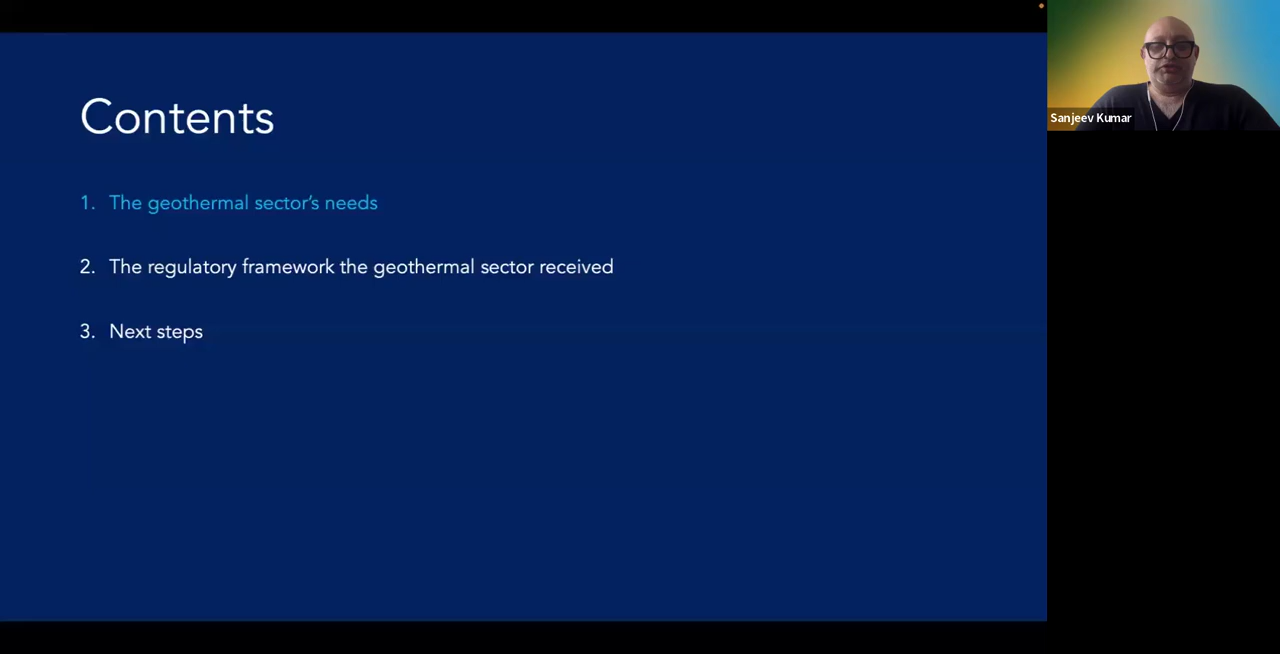 Contents
1. The geothermal sector's needs
2. The regulatory framework the geothermal sector received
3. Next steps
Sanjeev Kumar